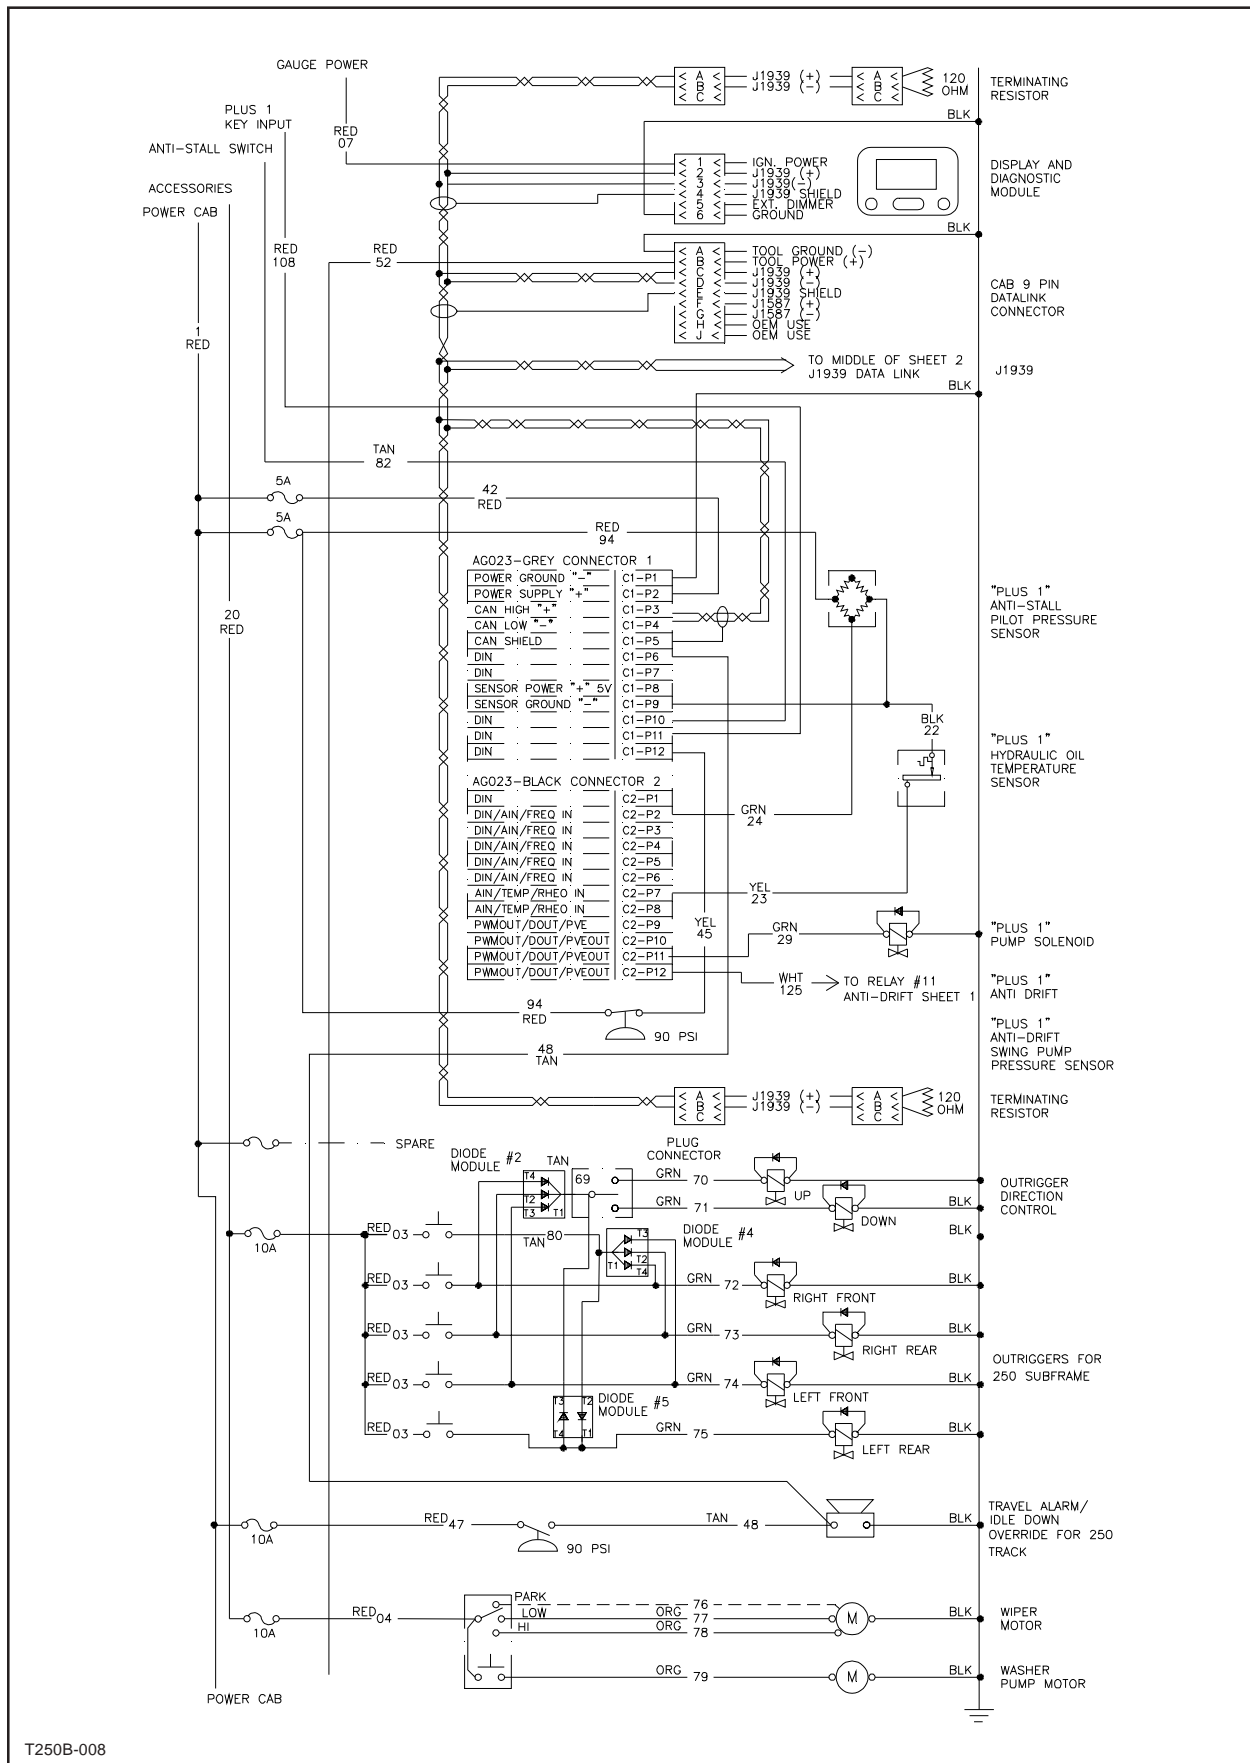 GAUGE POWER
PLUS 1
KEY INPUT
ANTI-STALL SWITCH
ACCESSORIES
POWER CAB
RED
07
RED
108
RED
52
1
RED
20
RED
< A <
< B <
< C <
J1939 (+)
J1939 (-)
< A <
< B <
< C <
120
OHM
TERMINATING
RESISTOR
BLK
< 1 < IGN. POWER
< 2 < J1939 (+)
< 3 < J1939(-)
< 4 < J1939 SHIELD
< 5 < EXT. DIMMER
< 6 < GROUND
DISPLAY AND
DIAGNOSTIC
MODULE
BLK
< A < TOOL GROUND (-)
< B < TOOL POWER (+)
< C < J1939 (+)
< D < J1939 (-)
< E < J1939 SHIELD
< F < J1587 (+)
< G < J1587 (-)
< H < OEM USE
< J < OEM USE
CAB 9 PIN
DATALINK
CONNECTOR
TO MIDDLE OF SHEET 2
J1939 DATA LINK
J1939
BLK
TAN
82
5A
42
RED
5A
RED
94
AG023-GREY CONNECTOR 1
POWER GROUND "-" C1-P1
POWER SUPPLY "+" C1-P2
CAN HIGH "+" C1-P3
CAN LOW "-" C1-P4
CAN SHIELD C1-P5
DIN C1-P6
DIN C1-P7
SENSOR POWER "+" 5V C1-P8
SENSOR GROUND "-" C1-P9
DIN C1-P10
DIN C1-P11
DIN C1-P12
"PLUS 1"
ANTI-STALL
PILOT PRESSURE
SENSOR
BLK
22
"PLUS 1"
HYDRAULIC OIL
TEMPERATURE
SENSOR
AG023-BLACK CONNECTOR 2
DIN C2-P1
DIN/AIN/FREQ IN C2-P2
DIN/AIN/FREQ IN C2-P3
DIN/AIN/FREQ IN C2-P4
DIN/AIN/FREQ IN C2-P5
DIN/AIN/FREQ IN C2-P6
AIN/TEMP/RHEO IN C2-P7
AIN/TEMP/RHEO IN C2-P8
PWMOUT/DOUT/PVE C2-P9
PWMOUT/DOUT/PVEOUT C2-P10
PWMOUT/DOUT/PVEOUT C2-P11
PWMOUT/DOUT/PVEOUT C2-P12
GRN
24
YEL
23
YEL
45
GRN
29
"PLUS 1"
PUMP SOLENOID
WHT
125
TO RELAY #11
ANTI-DRIFT SHEET 1
"PLUS 1"
ANTI DRIFT
94
RED
90 PSI
"PLUS 1"
ANTI-DRIFT
SWING PUMP
PRESSURE SENSOR
48
TAN
< A <
< B <
< C <
J1939 (+)
J1939 (-)
< A <
< B <
< C <
120
OHM
TERMINATING
RESISTOR
SPARE
DIODE
MODULE #2
TAN
69
T4
T2
T3 T1
PLUG
CONNECTOR
GRN 70
UP
GRN 71
DOWN
BLK
BLK
OUTRIGGER
DIRECTION
CONTROL
10A
RED 03
TAN 80
T3
T2
T1 T4
DIODE #4
MODULE
RED 03
GRN 72
RIGHT FRONT
BLK
RED 03
GRN 73
RIGHT REAR
BLK
OUTRIGGERS FOR
250 SUBFRAME
RED 03
GRN 74
LEFT FRONT
BLK
T3 T2
T4 T1
DIODE
MODULE #5
RED 03
GRN 75
LEFT REAR
BLK
10A
RED 47
90 PSI
TAN 48
BLK
TRAVEL ALARM/
IDLE DOWN
OVERRIDE FOR 250
TRACK
10A
RED 04
PARK
LOW
HI
76
ORG 77
ORG 78
M
BLK
WIPER
MOTOR
ORG 79
M
BLK
WASHER
PUMP MOTOR
POWER CAB
T250B-008